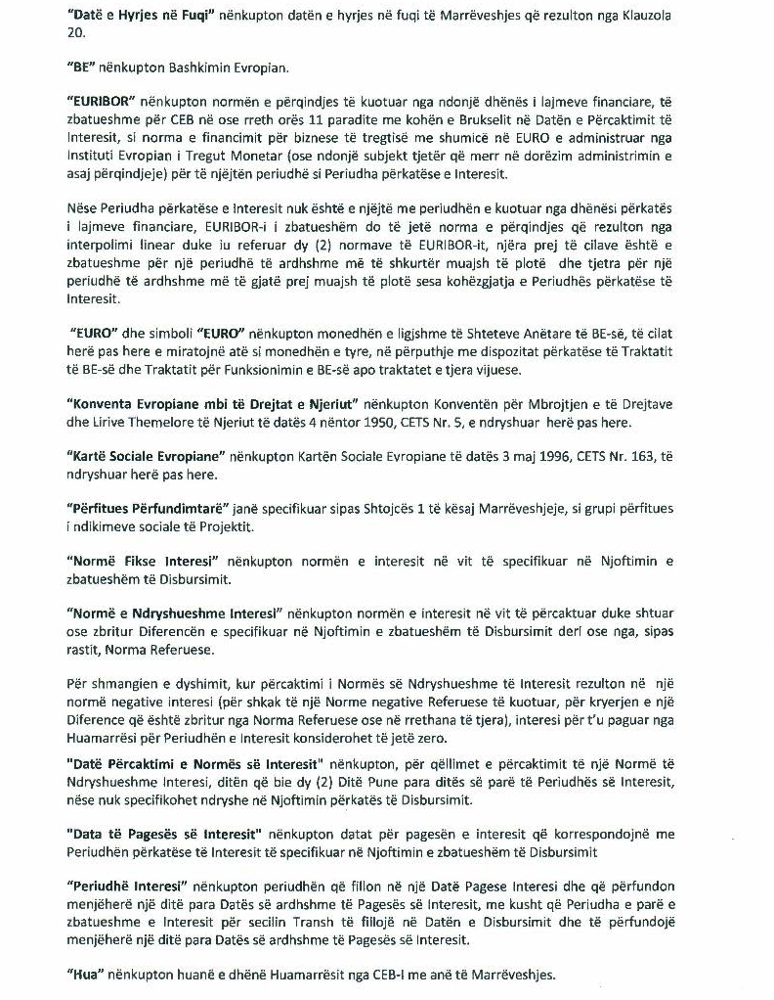 “Datë e Hyrjes në Fuqi” nënkupton datën e hyrjes në fuqi të Marrëveshjes që rezulton nga Klauzola
20.
“BE” nënkupton Bashkimin Evropian.
“EURIBOR” nënkupton normën e përqindjes të kuotuar nga ndonjë dhënës i lajmeve financiare, të
zbatueshme për CEB në ose rreth orës 11 paradite me kohën e Brukselit në Datën e Përcaktimit të
Interesit, si norma e financimit për biznese të tregtisë me shumicë në EURO e administruar nga
Instituti Evropian i Tregut Monetar (ose ndonjë subjekt tjetër që merr në dorëzim administrimin e
asaj përqindjeje) për të njëjtën periudhë si Periudha përkatëse e Interesit.
Nëse Periudha përkatëse e Interesit nuk është e njëjtë me periudhën e kuotuar nga dhënësi përkatës
i lajmeve financiare, EURIBOR-i i zbatueshëm do të jetë norma e përqindjes që rezulton nga
interpolimi linear duke iu referuar dy (2) normave të EURIBOR-it, njëra prej të cilave është e
zbatueshme për një periudhë të ardhshme më të shkurtër muajsh të plotë dhe tjetra për një
periudhë të ardhshme më të gjatë prej muajsh të plotë sesa kohëzgjatja e Periudhës përkatëse të
Interesit.
“EURO” dhe simboli “EURO” nënkupton monedhën e ligjshme të Shteteve Anëtare të BE-së, të cilat
herë pas here e miratojnë atë si monedhën e tyre, në përputhje me dispozitat përkatëse të Traktatit
të BE-së dhe Traktatit për Funksionimin e BE-së apo traktatet e tjera vijuese.
“Konventa Evropiane mbi të Drejtat e Njeriut” nënkupton Konventën për Mbrojtjen e të Drejtave
dhe Lirive Themelore të Njeriut të datës 4 nëntor 1950, CETS Nr. 5, e ndryshuar herë pas here.
“Kartë Sociale Evropiane” nënkupton Kartën Sociale Evropiane të datës 3 maj 1996, CETS Nr. 163, të
ndryshuar herë pas here.
“Përfitues Përfundimtarë” janë specifikuar sipas Shtojcës 1 të kësaj Marrëveshjeje, si grupi përfitues
i ndikimeve sociale të Projektit.
“Normë Fikse Interesi” nënkupton normën e interesit në vit të specifikuar në Njoftimin e
zbatueshëm të Disbursimit.
“Normë e Ndryshueshme Interesi” nënkupton normën e interesit në vit të përcaktuar duke shtuar
ose zbritur Diferencën e specifikuar në Njoftimin e zbatueshëm të Disbursimit deri ose nga, sipas
rastit, Norma Referuese.
Për shmangien e dyshimit, kur përcaktimi i Normës së Ndryshueshme të Interesit rezulton në një
normë negative interesi (për shkak të një Norme negative Referuese të kuotuar, për kryerjen e një
Diference që është zbritur nga Norma Referuese ose në rrethana të tjera), interesi për t’u paguar nga
Huamarrësi për Periudhën e Interesit konsiderohet të jetë zero.
"Datë Përcaktimi e Normës së Interesit" nënkupton, për qëllimet e përcaktimit të një Normë të
Ndryshueshme Interesi, ditën që bie dy (2) Ditë Pune para ditës së parë të Periudhës së Interesit,
nëse nuk specifikohet ndryshe në Njoftimin përkatës të Disbursimit.
"Data të Pagesës së Interesit" nënkupton datat për pagesën e interesit që korrespondojnë me
Periudhën përkatëse të Interesit të specifikuar në Njoftimin e zbatueshëm të Disbursimit
“Periudhë Interesi” nënkupton periudhën që fillon në një Datë Pagese Interesi dhe që përfundon
menjëherë një ditë para Datës së ardhshme të Pagesës së Interesit, me kusht që Periudha e parë e
zbatueshme e Interesit për secilin Transh të fillojë në Datën e Disbursimit dhe të përfundojë
menjëherë një ditë para Datës së ardhshme të Pagesës së Interesit.
“Hua” nënkupton huanë e dhënë Huamarrësit nga CEB-I me anë të Marrëveshjes.